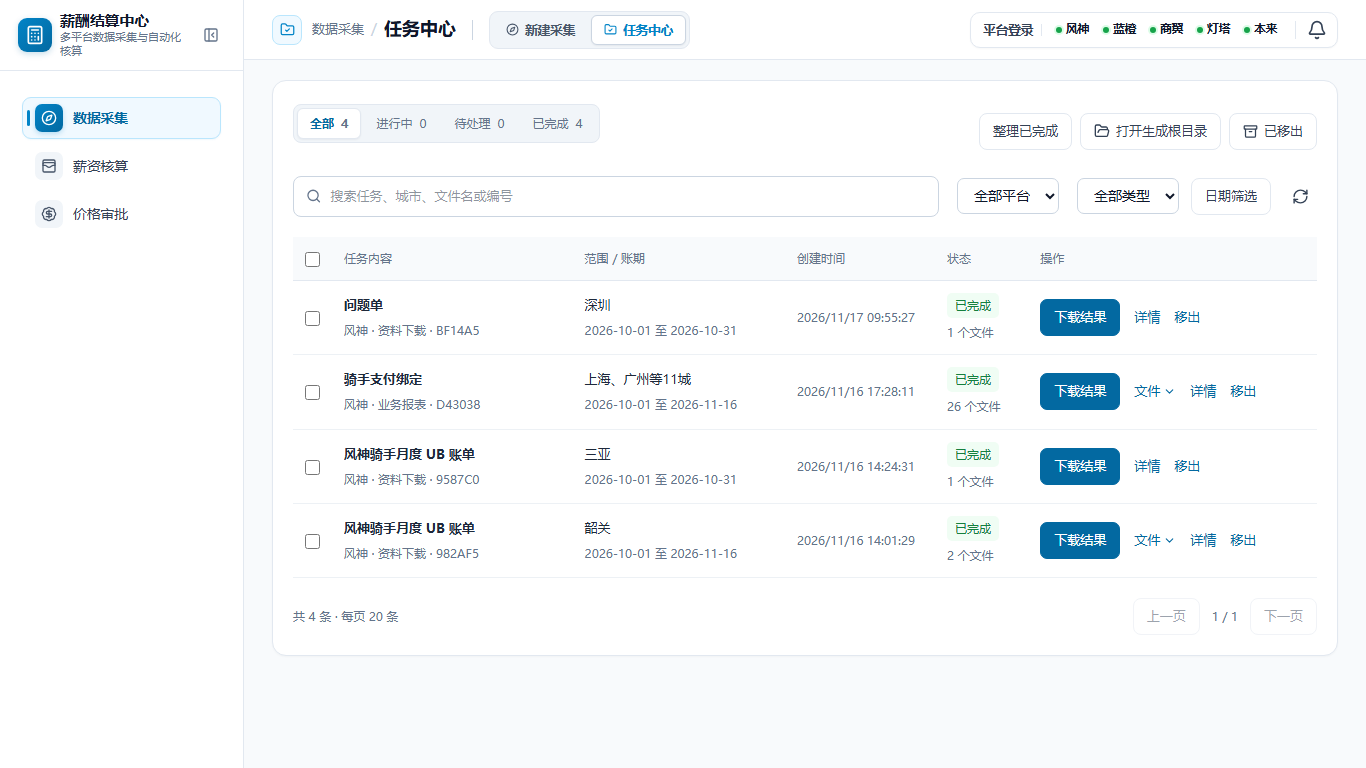 薪酬结算中心
多平台数据采集与自动化
核算
数据采集
薪资核算
价格审批
数据采集 / 任务中心
新建采集
任务中心
平台登录 风神 蓝橙 商翼 灯塔 本来
全部 4 进行中 0 待处理 0 已完成 4
整理已完成 打开生成根目录 已移出
搜索任务、城市、文件名或编号
全部平台 全部类型 日期筛选
任务内容 范围 / 账期 创建时间 状态 操作
问题单 深圳 已完成
风神 · 资料下载 · BF14A5 2026-10-01 至 2026-10-31 2026/11/17 09:55:27 1 个文件 下载结果 详情 移出
骑手支付绑定 上海、广州等11城 已完成
风神 · 业务报表 · D43038 2026-10-01 至 2026-11-16 2026/11/16 17:28:11 26 个文件 下载结果 文件 详情 移出
风神骑手月度 UB 账单 三亚 已完成
风神 · 资料下载 · 9587C0 2026-10-01 至 2026-10-31 2026/11/16 14:24:31 1 个文件 下载结果 详情 移出
风神骑手月度 UB 账单 韶关 已完成
风神 · 资料下载 · 982AF5 2026-10-01 至 2026-11-16 2026/11/16 14:01:29 2 个文件 下载结果 文件 详情 移出
共 4 条 · 每页 20 条 上一页 1 / 1 下一页